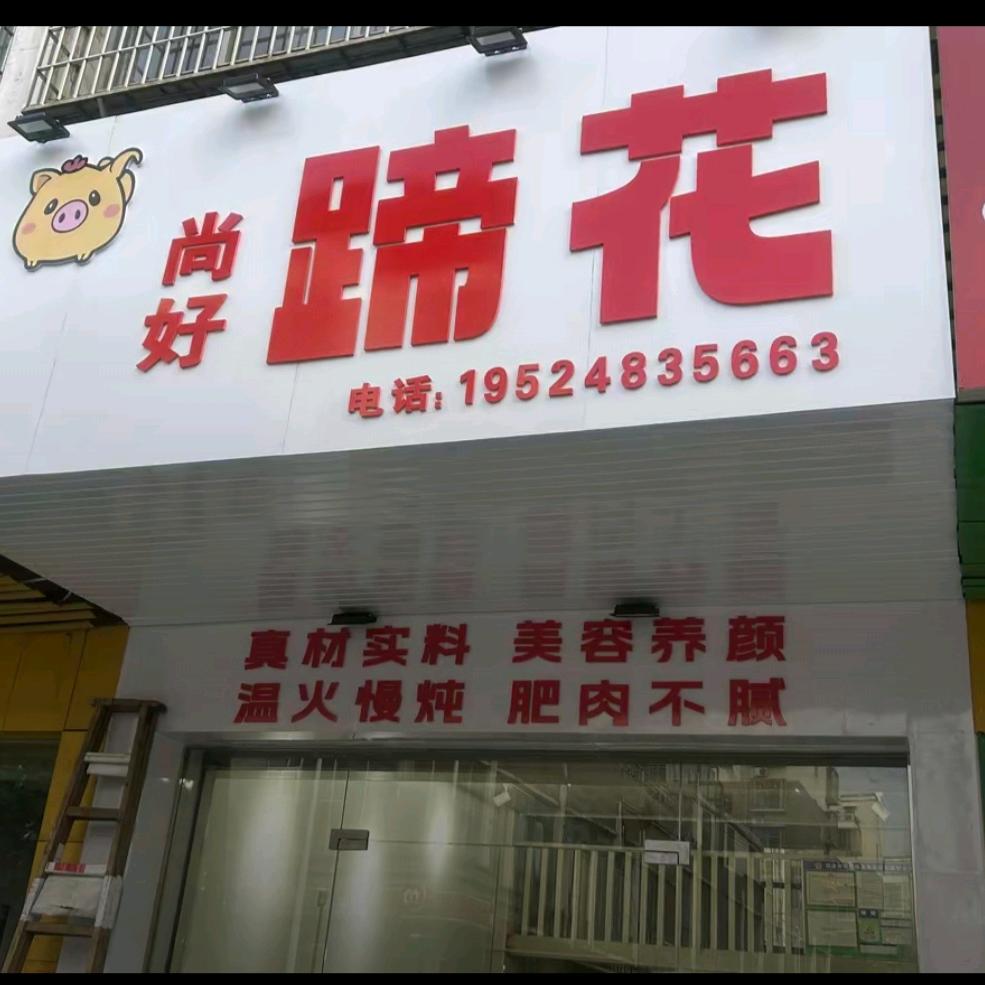 尚好
蹄花
电话:19524835663
真材实料 美容养颜
温火慢炖 肥肉不腻